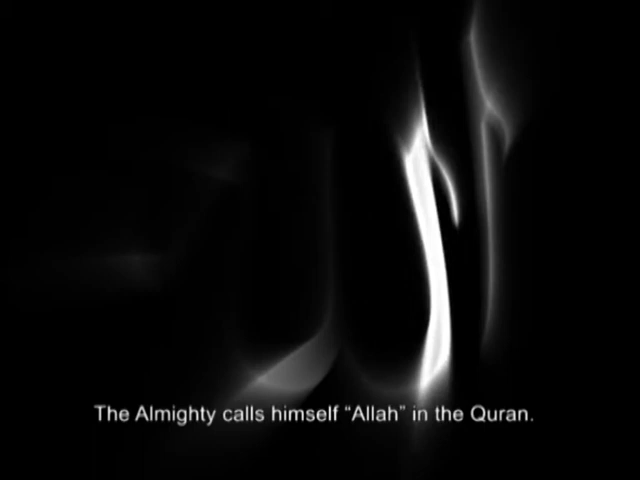 The Almighty calls himself “Allah” in the Quran.